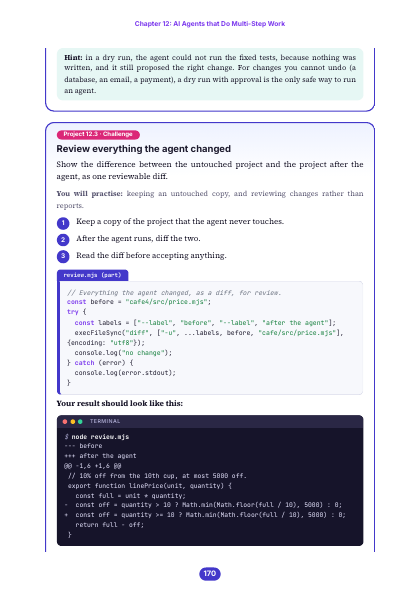 Chapter 12: AI Agents that Do Multi-Step Work
Hint: in a dry run, the agent could not run the fixed tests, because nothing was
written, and it still proposed the right change. For changes you cannot undo (a
database, an email, a payment), a dry run with approval is the only safe way to run
an agent.
Project 12.3 · Challenge
Review everything the agent changed
Show the difference between the untouched project and the project after the
agent, as one reviewable diff.
You will practise: keeping an untouched copy, and reviewing changes rather than
reports.
1 Keep a copy of the project that the agent never touches.
2 After the agent runs, diff the two.
3 Read the diff before accepting anything.
review.mjs (part)
// Everything the agent changed, as a diff, for review.
const before = "cafe4/src/price.mjs";
try {
  const labels = ["--label", "before", "--label", "after the agent"];
  execFileSync("diff", ["-u", ...labels, before, "cafe/src/price.mjs"],
{encoding: "utf8"});
  console.log("no change");
} catch (error) {
  console.log(error.stdout);
}
Your result should look like this:
TERMINAL
$ node review.mjs
--- before
+++ after the agent
@@ -1,6 +1,6 @@
 // 10% off from the 10th cup, at most 5000 off.
 export function linePrice(unit, quantity) {
   const full = unit * quantity;
-  const off = quantity > 10 ? Math.min(Math.floor(full / 10), 5000) : 0;
+  const off = quantity >= 10 ? Math.min(Math.floor(full / 10), 5000) : 0;
   return full - off;
 }
170